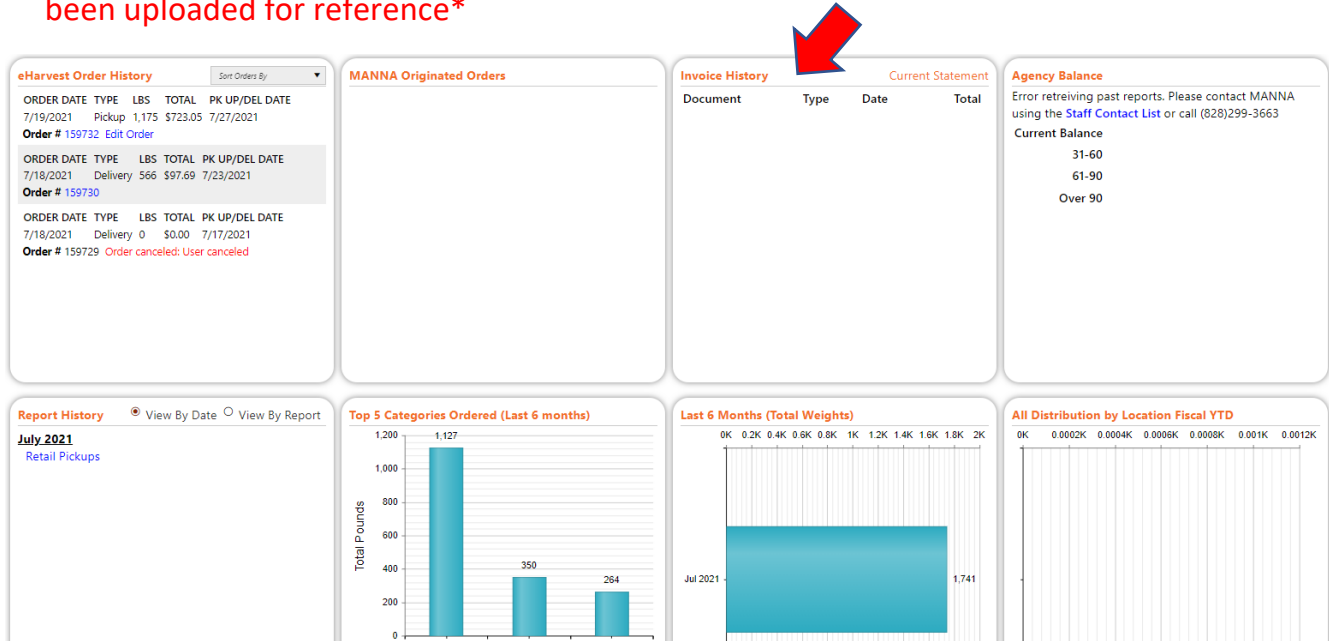 been uploaded for reference*
eHarvest Order History
Sort Orders By
ORDER DATE TYPE LBS TOTAL PK UP/DEL DATE
7/19/2021 Pickup 1,175 $723.05 7/27/2021
Order # 159732 Edit Order
ORDER DATE TYPE LBS TOTAL PK UP/DEL DATE
7/18/2021 Delivery 566 $97.69 7/23/2021
Order # 159730
ORDER DATE TYPE LBS TOTAL PK UP/DEL DATE
7/18/2021 Delivery 0 $0.00 7/17/2021
Order # 159729 Order canceled: User canceled
MANNA Originated Orders
Invoice History Current Statement
Document Type Date Total
Agency Balance
Error retreiving past reports. Please contact MANNA
using the Staff Contact List or call (828)299-3663
Current Balance
31-60
61-90
Over 90
Report History View By Date View By Report
July 2021
Retail Pickups
Top 5 Categories Ordered (Last 6 months)
Total Pounds
1,200
1,000
800
600
400
200
0
1,127
350
264
Last 6 Months (Total Weights)
0K 0.2K 0.4K 0.6K 0.8K 1K 1.2K 1.4K 1.6K 1.8K 2K
Jul 2021 1,741
All Distribution by Location Fiscal YTD
0K 0.0002K 0.0004K 0.0006K 0.0008K 0.001K 0.0012K